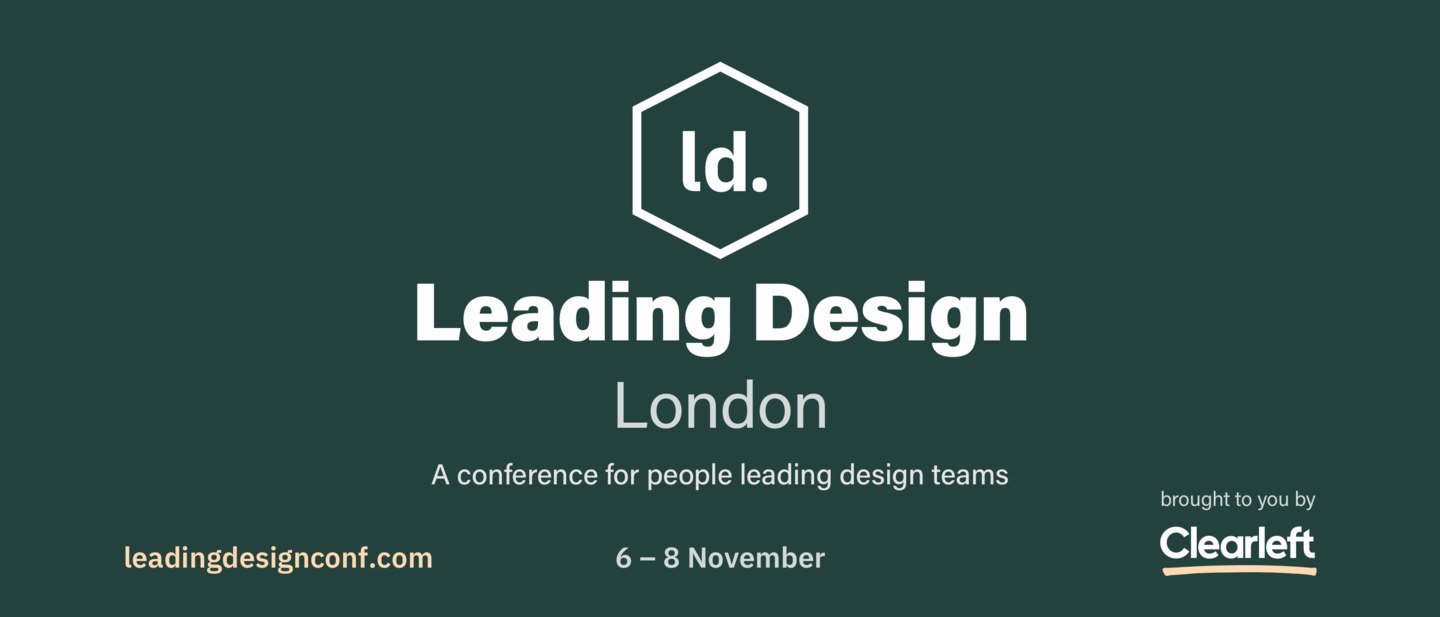 ld.
Leading Design
London
A conference for people leading design teams
brought to you by
Clearleft
leadingdesignconf.com
6 – 8 November